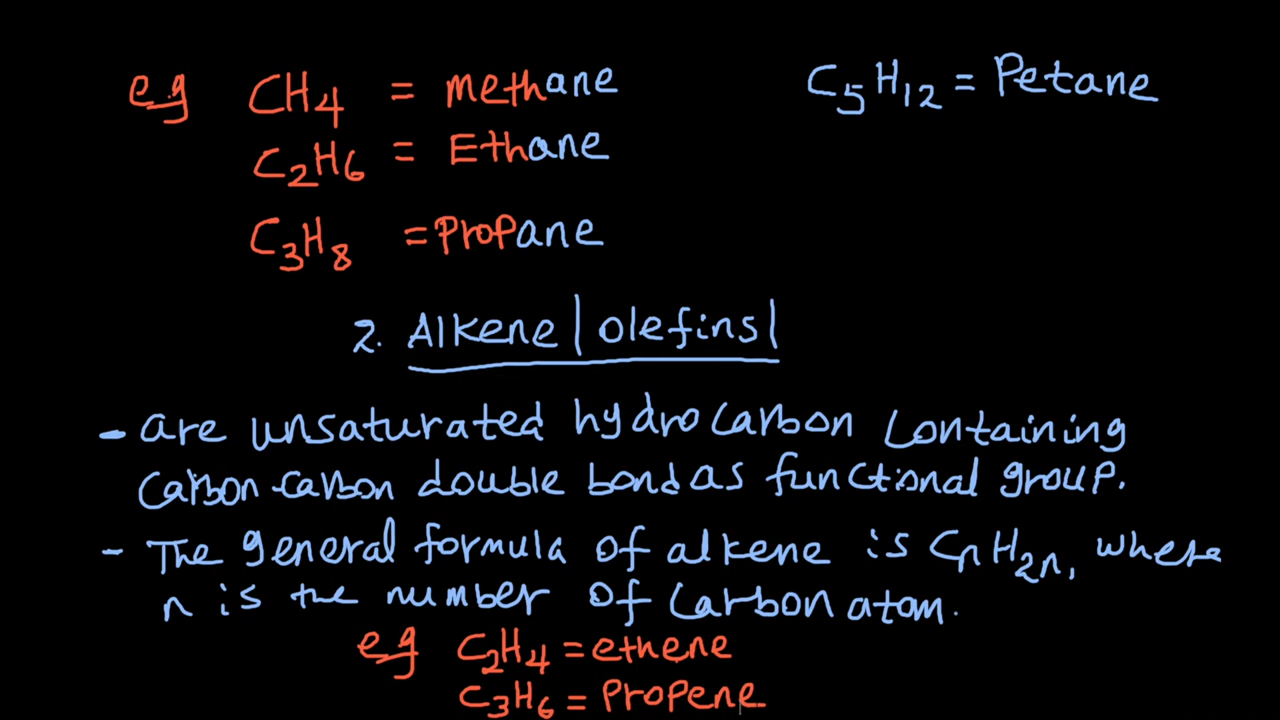 e.g CH4 = methane
C5H12 = Petane
C2H6 = Ethane
C3H8 = Propane
2. Alkene | olefins |
- are unsaturated hydrocarbon containing
carbon-carbon double bond as functional group.
- The general formula of alkene is CnH2n, where
n is the number of carbon atom.
eg C2H4 = ethene
C3H6 = Propene